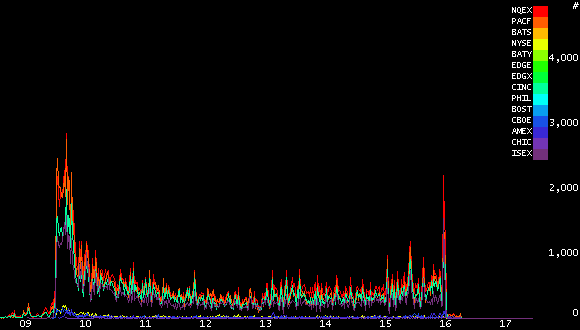 #
NQEX
PACF
BATS
NYSE
BATY
EDGE
EDGX
CINC
PHIL
BOST
CBOE
AMEX
CHIC
ISEX
4,000
3,000
2,000
1,000
0
09 10 11 12 13 14 15 16 17